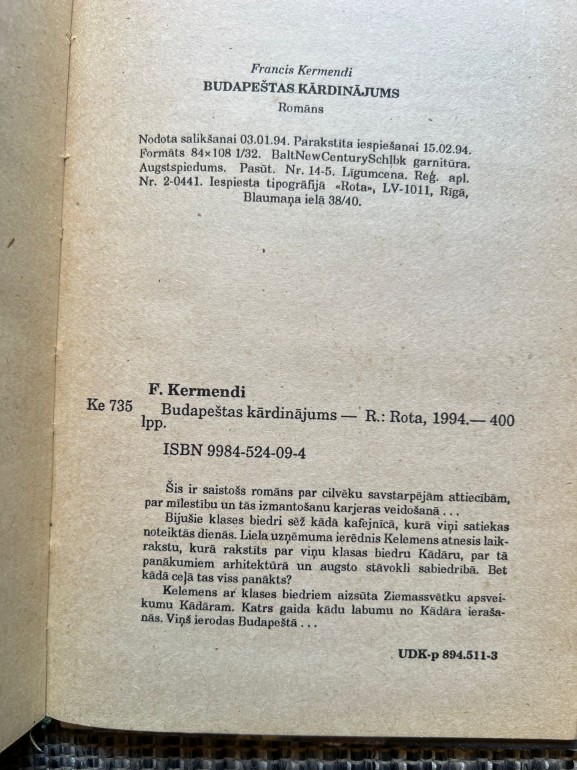 Francis Kermendi
BUDAPEŠTAS KĀRDINĀJUMS
Romāns
Nodota salikšanai 03.01.94. Parakstīta iespiešanai 15.02.94.
Formāts 84×108 1/32. BaltNewCenturySchlbk garnitūra.
Augstspiedums. Pasūt. Nr. 14-5. Līgumcena. Reģ. apl.
Nr. 2-0441. Iespiesta tipogrāfijā «Rota», LV-1011, Rīgā,
Blaumaņa ielā 38/40.
F. Kermendi
Ke 735 Budapeštas kārdinājums — R.: Rota, 1994.— 400
lpp.
ISBN 9984-524-09-4
Šis ir saistošs romāns par cilvēku savstarpējām attiecībām,
par mīlestību un tās izmantošanu karjeras veidošanā . . .
Bijušie klases biedri sēž kādā kafejnīcā, kurā viņi satiekas
noteiktās dienās. Liela uzņēmuma ierēdnis Kelemens atnesis laik-
rakstu, kurā rakstīts par viņu klasas biedru Kādāru, par tā
panākumiem arhitektūrā un augsto stāvokli sabiedrībā. Bet
kādā ceļā tas viss panākts?
Kelemens ar klases biedriem aizsūta Ziemassvētku apsvei-
kumu Kādāram. Katrs gaida kādu labumu no Kādāra ieraša-
nās. Viņš ierodas Budapeštā . . .
UDK-p 894.511-3